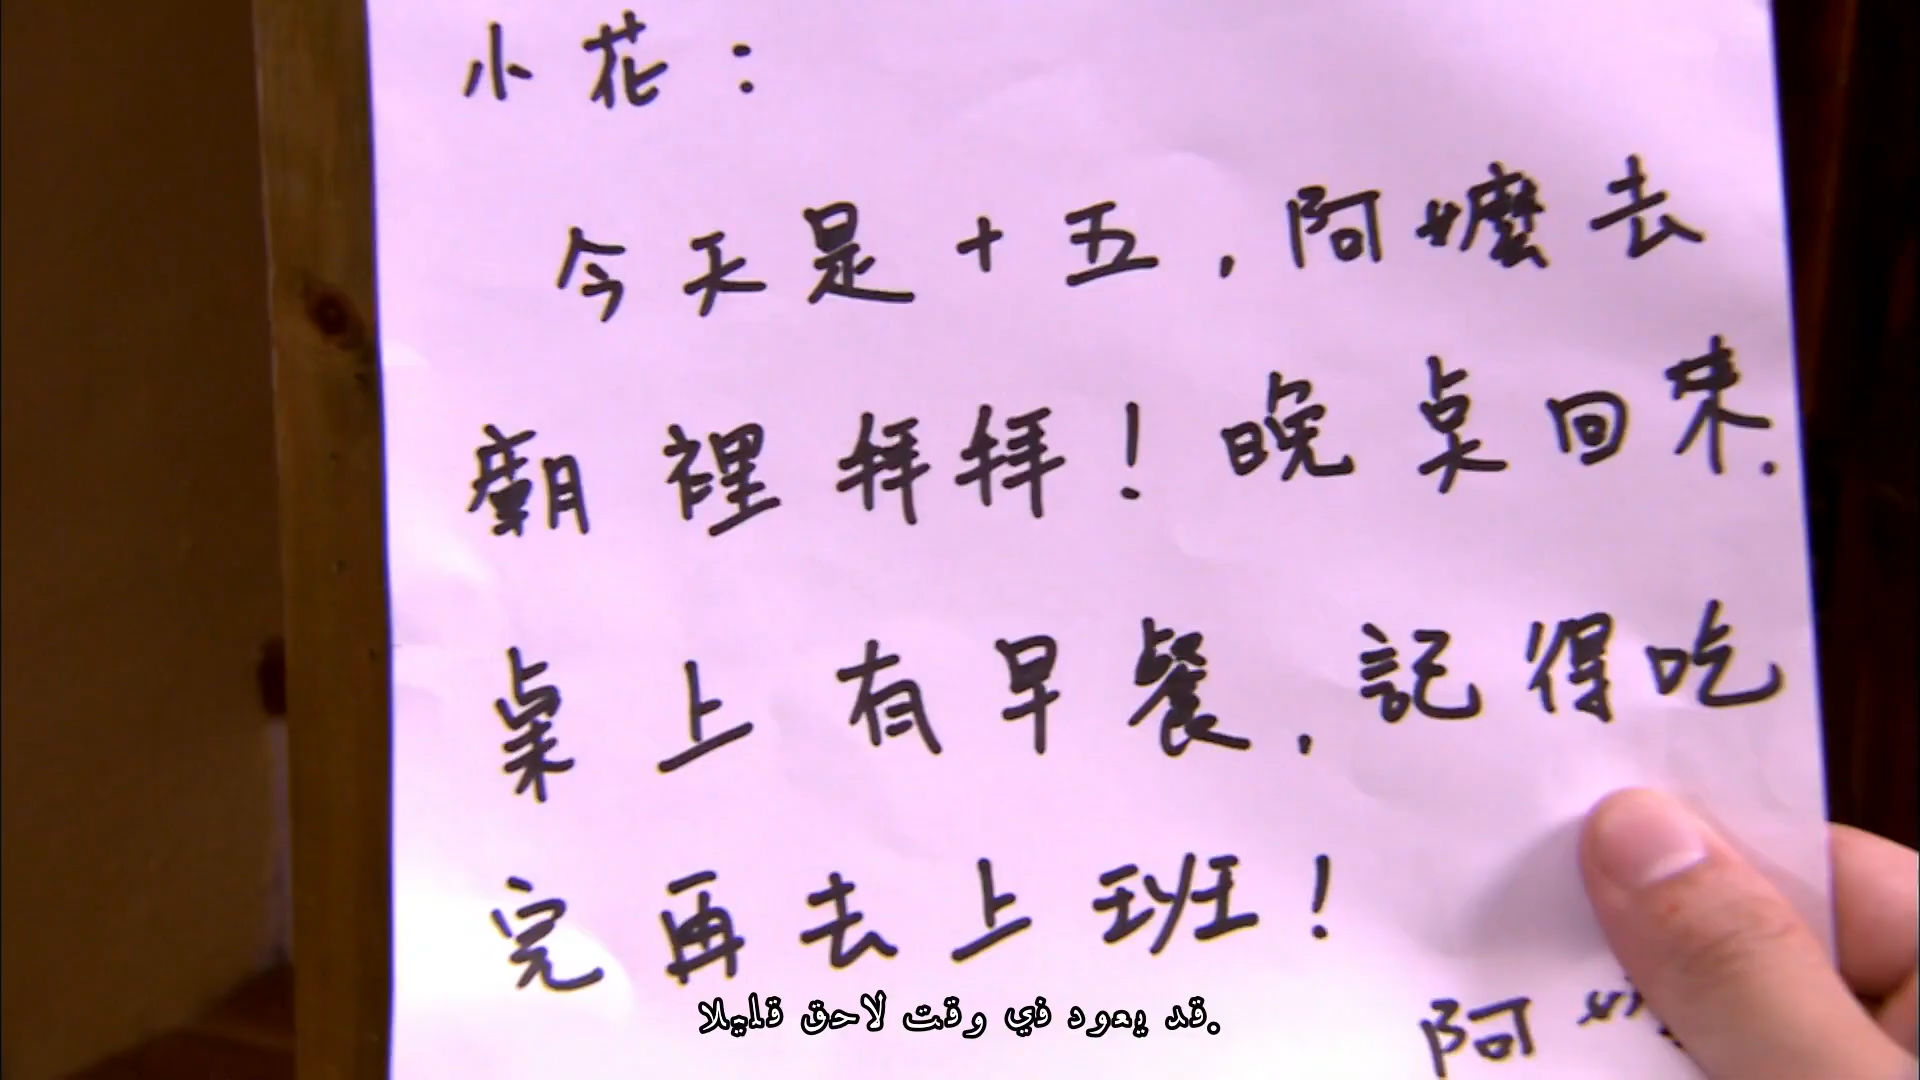 小花：
今天是十五，阿嬤去
廟裡拜拜！晚桌回來.
桌上有早餐，記得吃
完再去上班！
قد يعود في وقت لاحق قليلا.
阿